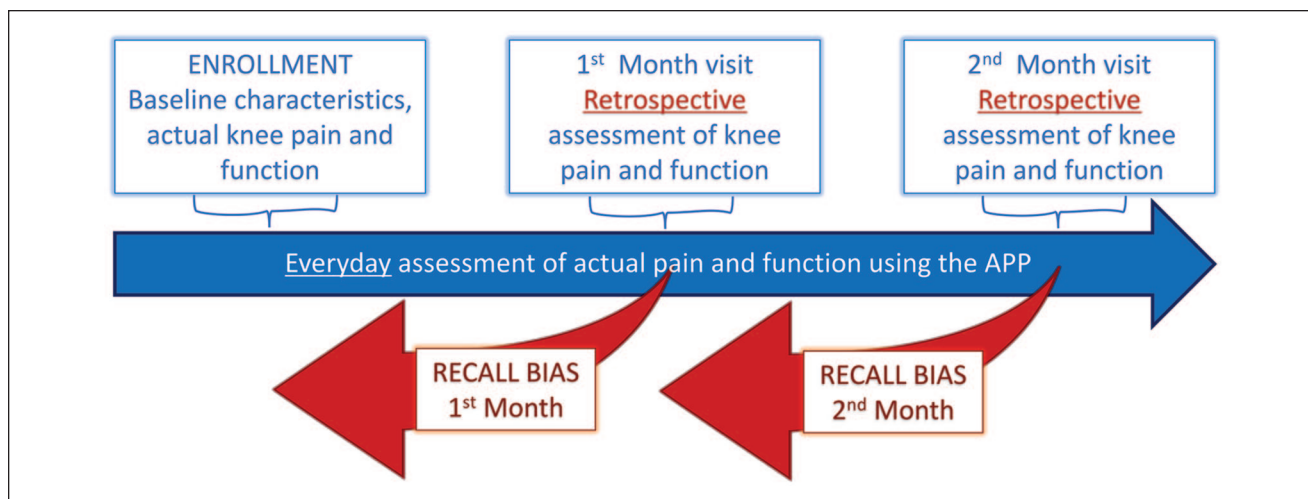 ENROLLMENT
Baseline characteristics,
actual knee pain and
function
1st Month visit
Retrospective
assessment of knee
pain and function
2nd Month visit
Retrospective
assessment of knee
pain and function
Everyday assessment of actual pain and function using the APP
RECALL BIAS
1st Month
RECALL BIAS
2nd Month